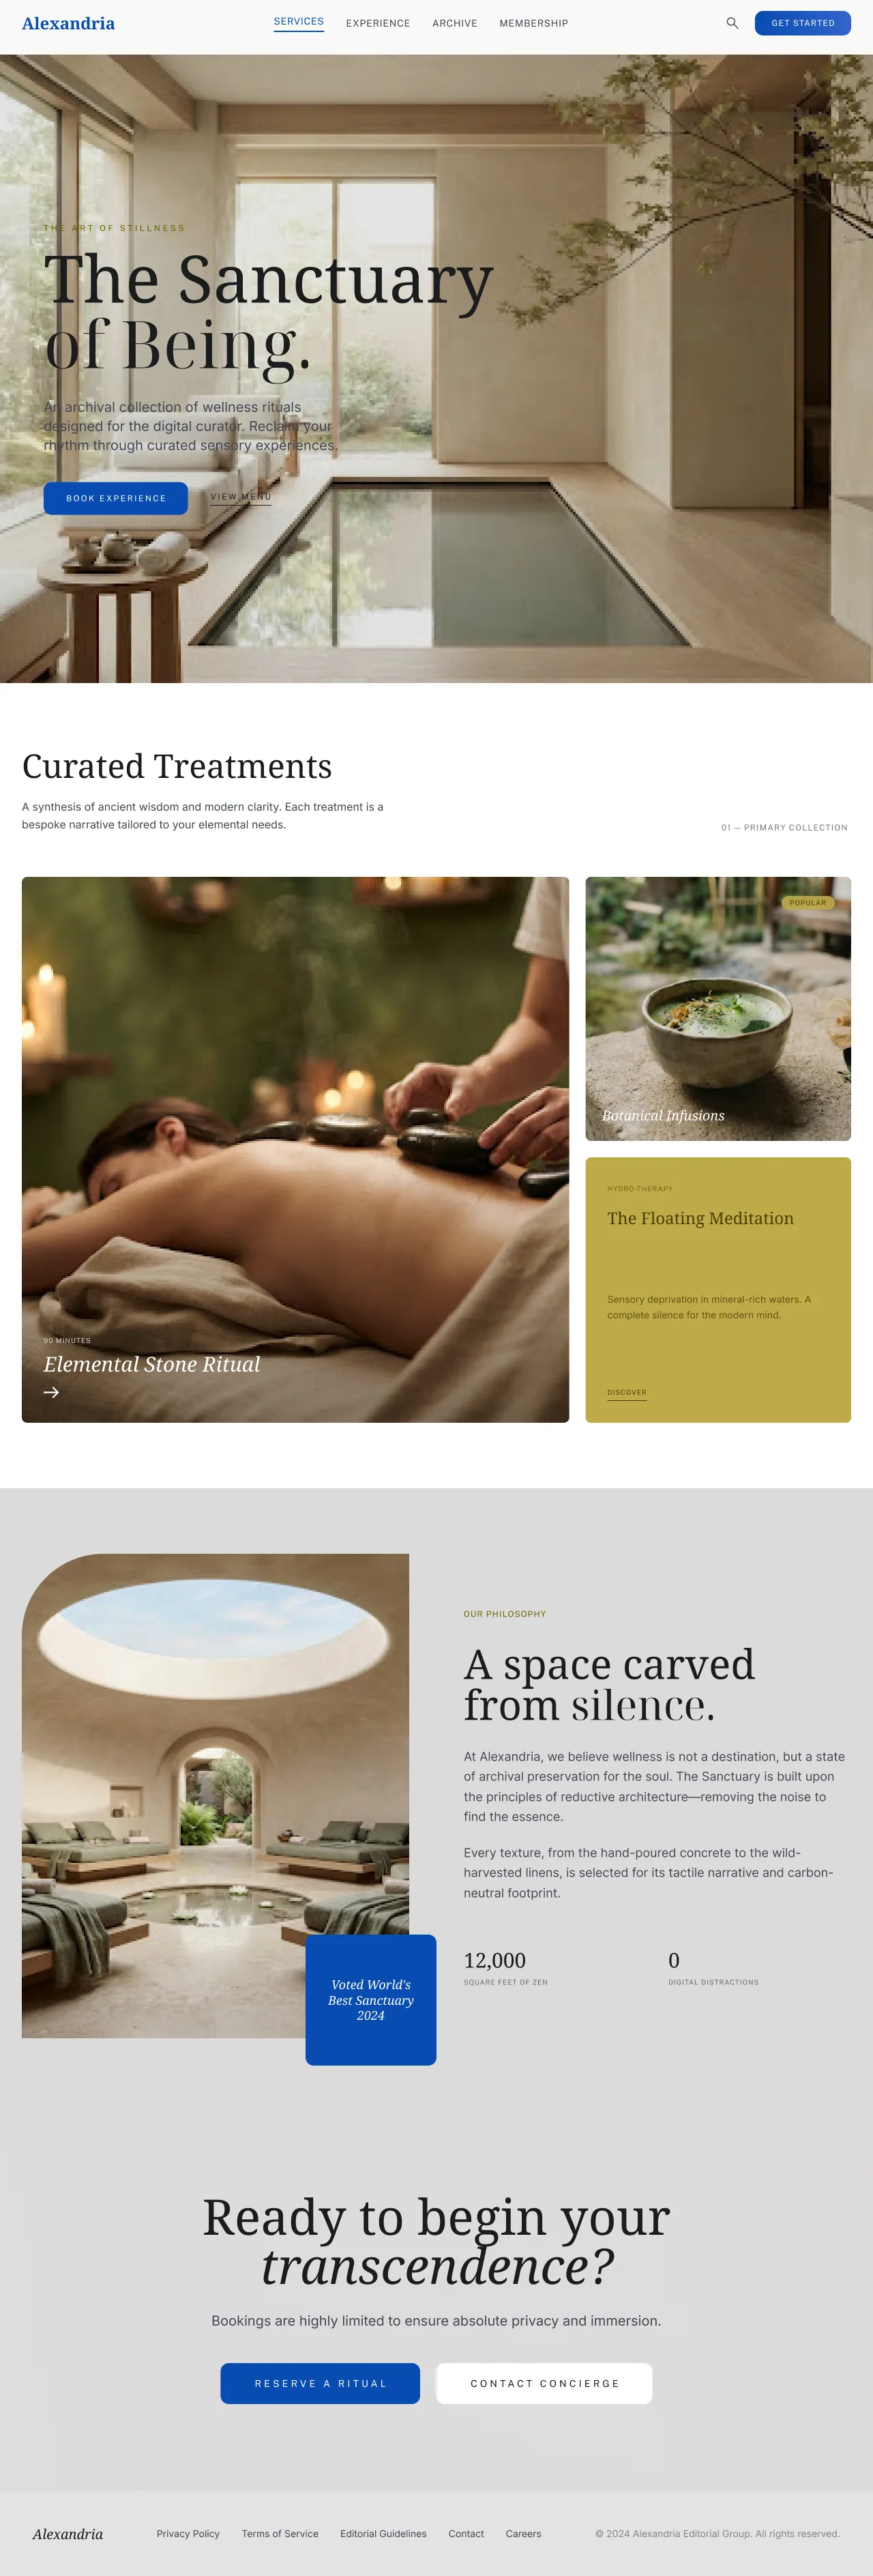 Alexandria
SERVICES
EXPERIENCE
ARCHIVE
MEMBERSHIP
GET STARTED
THE ART OF STILLNESS
The Sanctuary
of Being.
An archival collection of wellness rituals
designed for the digital curator. Reclaim your
rhythm through curated sensory experiences.
BOOK EXPERIENCE
VIEW MENU
Curated Treatments
A synthesis of ancient wisdom and modern clarity. Each treatment is a
bespoke narrative tailored to your elemental needs.
01 — PRIMARY COLLECTION
90 MINUTES
Elemental Stone Ritual
POPULAR
Botanical Infusions
HYDRO-THERAPY
The Floating Meditation
Sensory deprivation in mineral-rich waters. A
complete silence for the modern mind.
DISCOVER
Voted World's
Best Sanctuary
2024
OUR PHILOSOPHY
A space carved
from silence.
At Alexandria, we believe wellness is not a destination, but a state
of archival preservation for the soul. The Sanctuary is built upon
the principles of reductive architecture—removing the noise to
find the essence.
Every texture, from the hand-poured concrete to the wild-
harvested linens, is selected for its tactile narrative and carbon-
neutral footprint.
12,000
SQUARE FEET OF ZEN
0
DIGITAL DISTRACTIONS
Ready to begin your
transcendence?
Bookings are highly limited to ensure absolute privacy and immersion.
RESERVE A RITUAL
CONTACT CONCIERGE
Alexandria
Privacy Policy
Terms of Service
Editorial Guidelines
Contact
Careers
© 2024 Alexandria Editorial Group. All rights reserved.